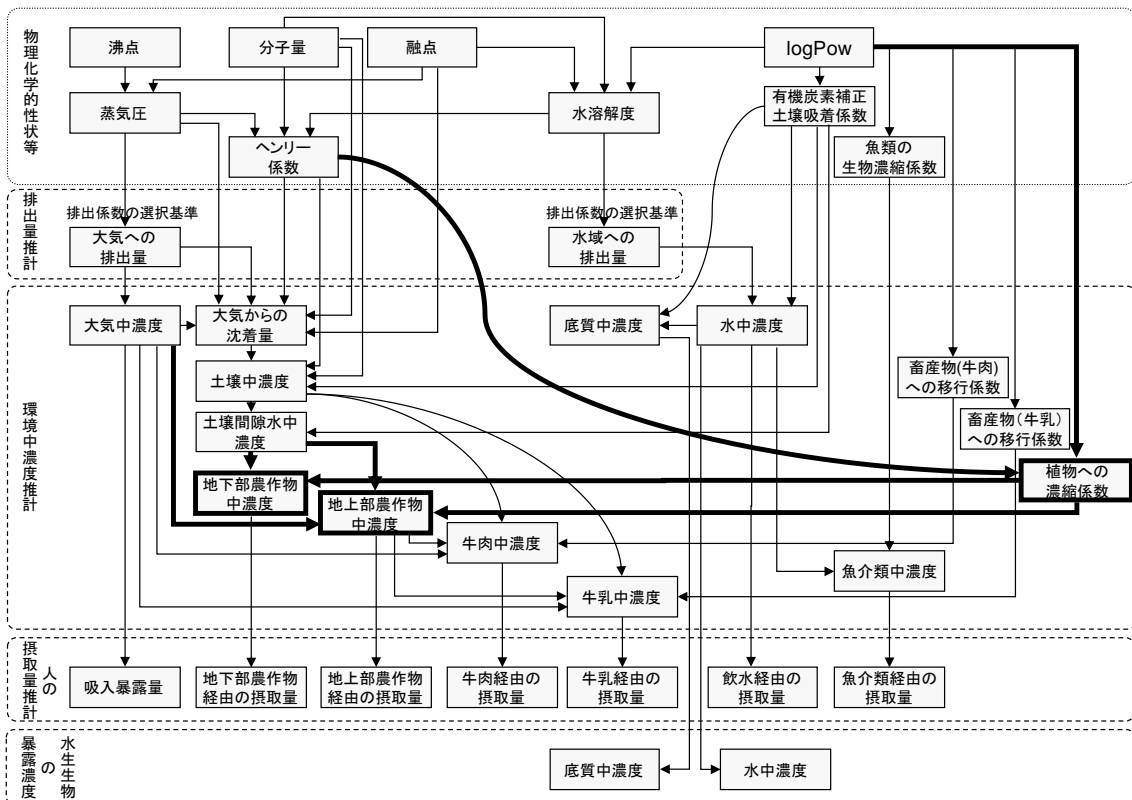 物理化学的性状等
沸点
分子量
融点
logPow
蒸気圧
水溶解度
有機炭素補正
土壌吸着係数
ヘンリー
係数
魚類の
生物濃縮係数
排出量推計
排出係数の選択基準
大気への
排出量
排出係数の選択基準
水域への
排出量
環境中濃度推計
大気中濃度
大気からの
沈着量
底質中濃度
水中濃度
土壌中濃度
畜産物(牛肉)
への移行係数
土壌間隙水中
濃度
畜産物(牛乳)
への移行係数
地下部農作物
中濃度
植物への
濃縮係数
地上部農作物
中濃度
牛肉中濃度
魚介類中濃度
牛乳中濃度
人の
摂取量推計
吸入暴露量
地下部農作物
経由の摂取量
地上部農作物
経由の摂取量
牛肉経由の
摂取量
牛乳経由の
摂取量
飲水経由の
摂取量
魚介類経由の
摂取量
水生生物
の
暴露濃度
底質中濃度
水中濃度